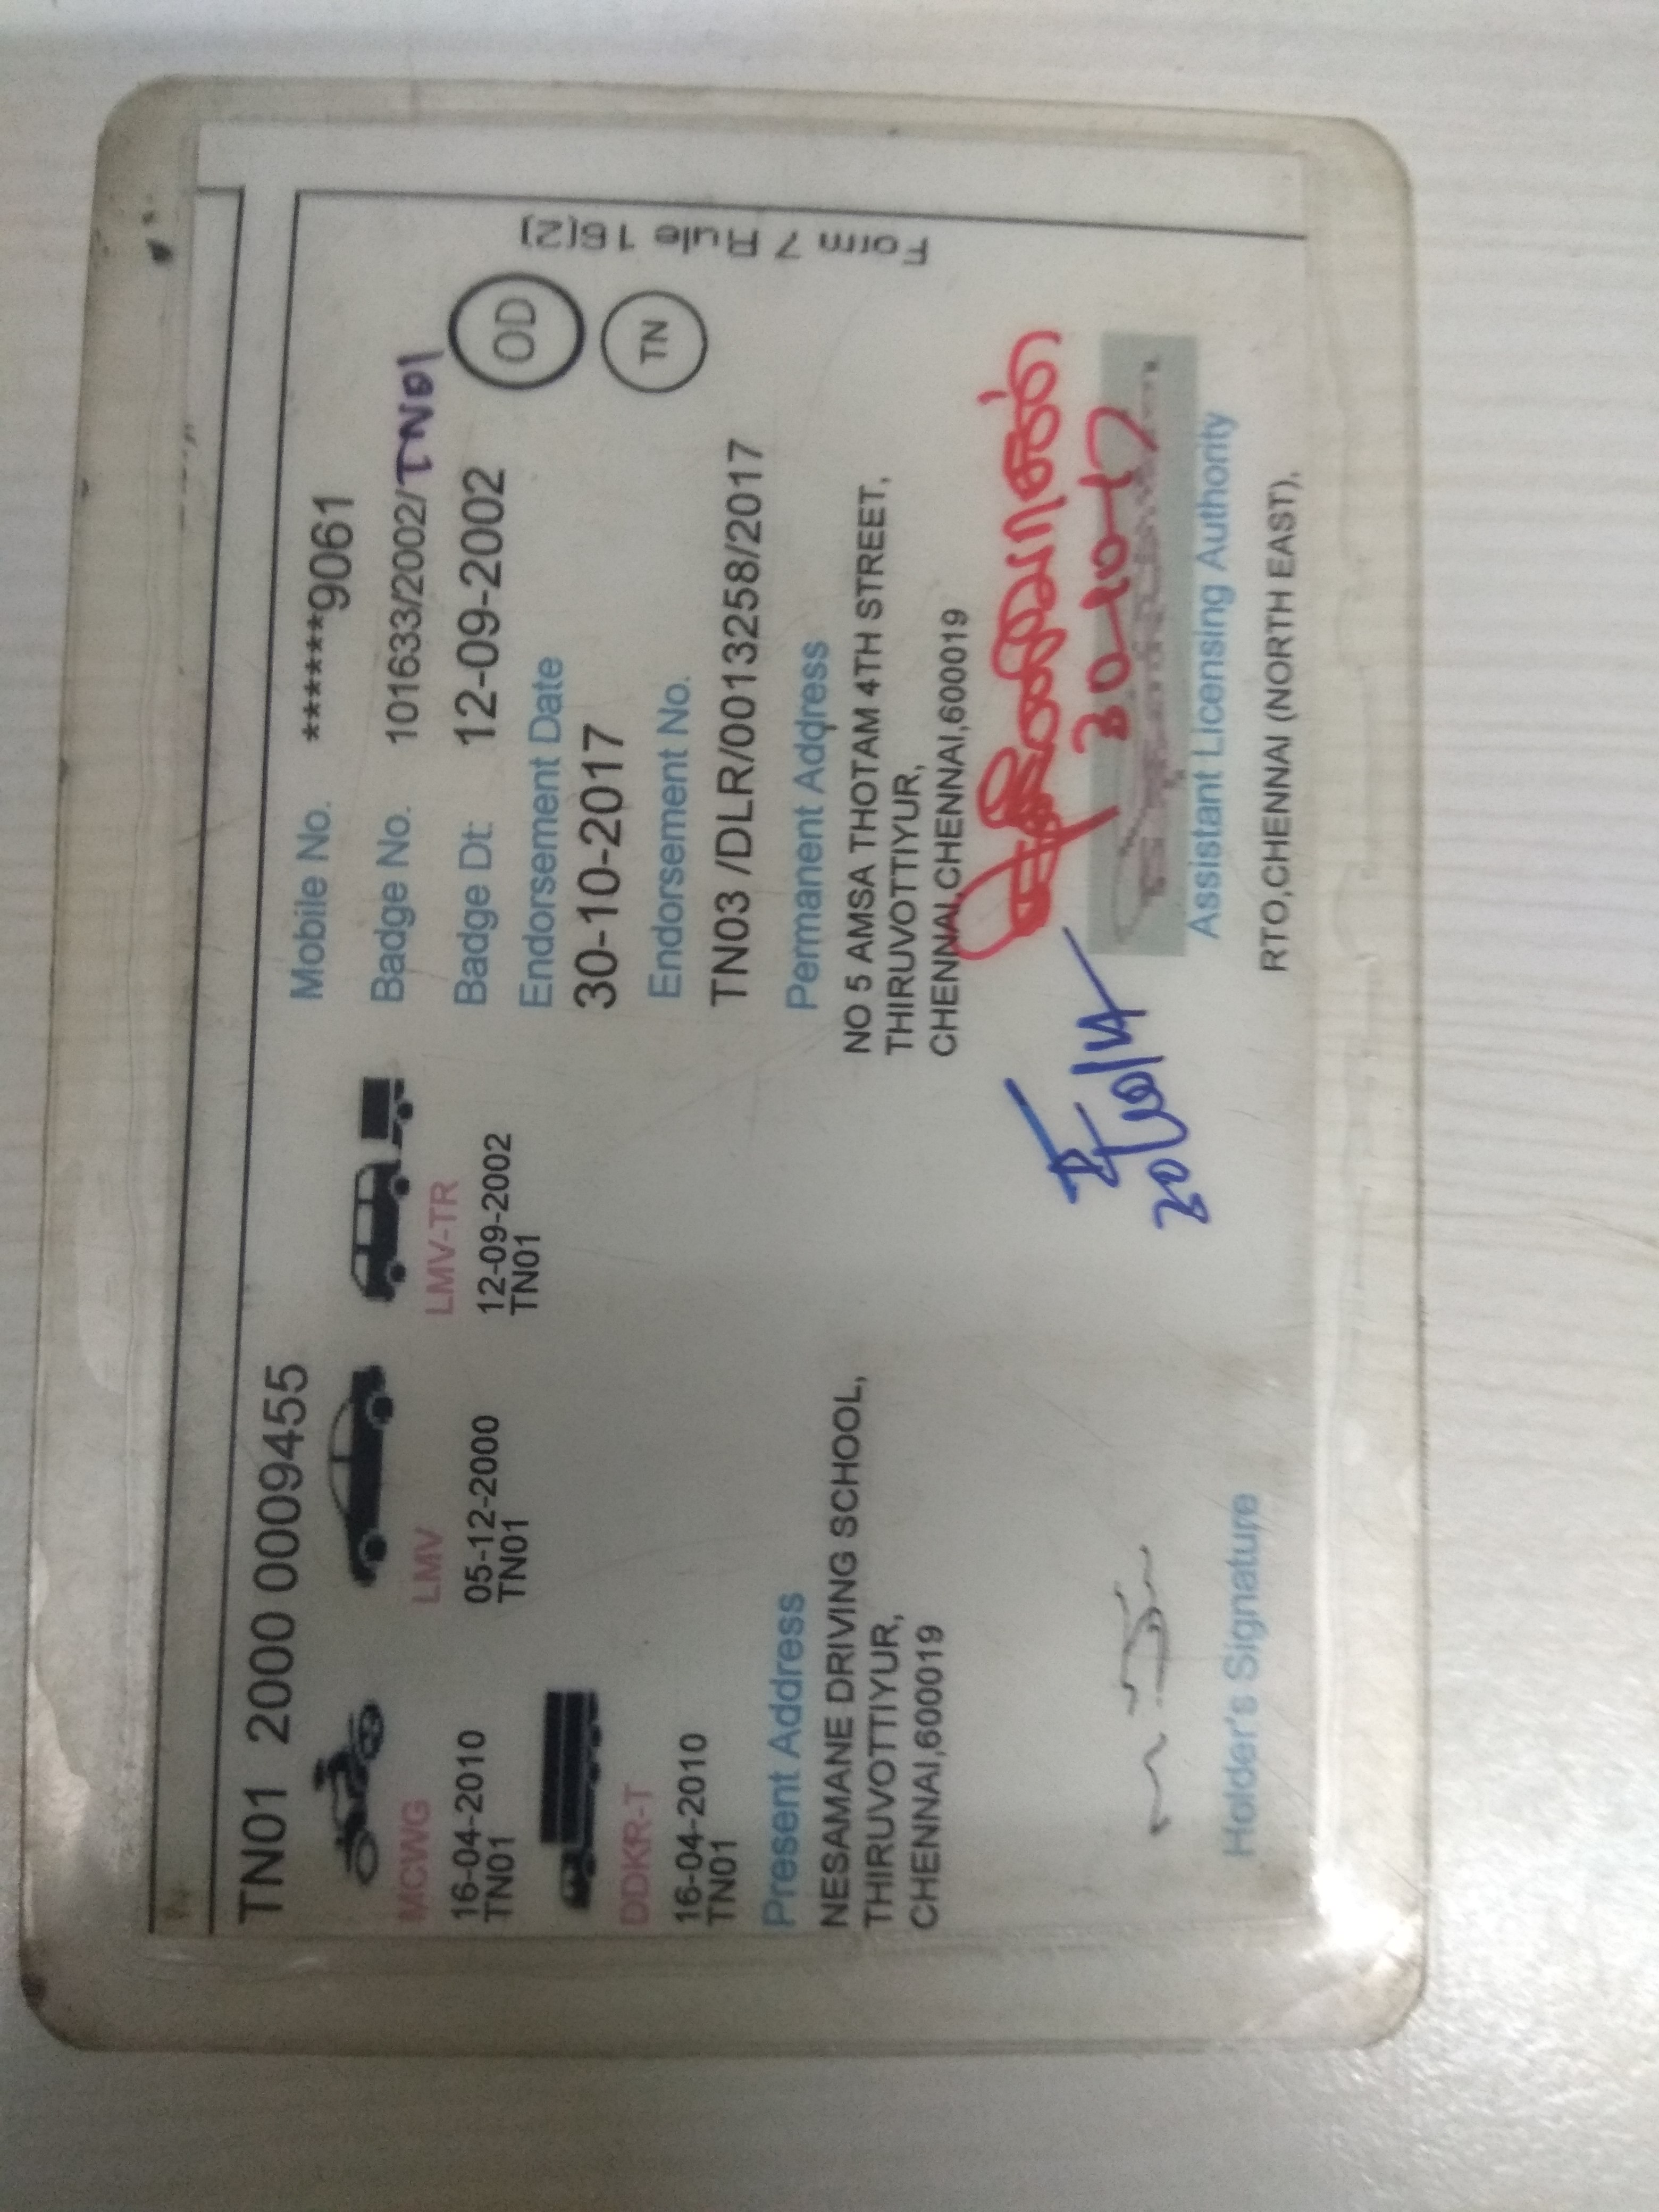 TN01 2000 0009455
MCWG
16-04-2010
TN01
LMV
05-12-2000
TN01
LMV-TR
12-09-2002
TN01
DDKR-T
16-04-2010
TN01
Mobile No. ******9061
Badge No. 101633/2002/TN01
Badge Dt: 12-09-2002
Endorsement Date
30-10-2017
Endorsement No.
TN03 /DLR/0013258/2017
OD
TN
Form 7 Rule 16(2)
Present Address
NESAMANE DRIVING SCHOOL,
THIRUVOTTIYUR,
CHENNAI,600019
Permanent Address
NO 5 AMSA THOTAM 4TH STREET,
THIRUVOTTIYUR,
CHENNAI,CHENNAI,600019
30-10-17
Holder's Signature
Assistant Licensing Authority
RTO,CHENNAI (NORTH EAST),